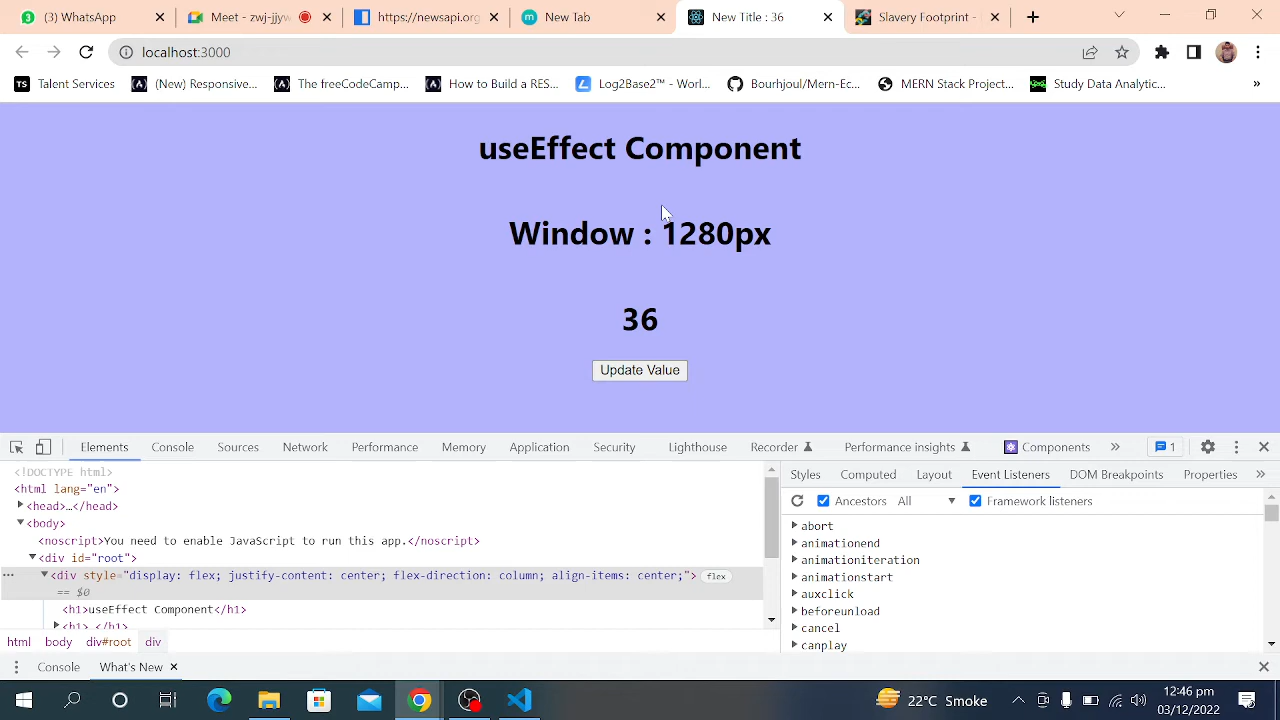 3
(3) WhatsApp
Meet - zwj-jjyw
https://newsapi.org
New Tab
New Title : 36
Slavery Footprint -
localhost:3000
TS Talent Services
(New) Responsive...
The freeCodeCamp...
How to Build a RES...
Log2Base2™ - Worl...
Bourhjoul/Mern-Ec...
MERN Stack Project...
Study Data Analytic...
»
useEffect Component
Window : 1280px
36
Update Value
Elements
Console
Sources
Network
Performance
Memory
Application
Security
Lighthouse
Recorder
Performance insights
Components
»
1
<!DOCTYPE html>
<html lang="en">
<head>…</head>
<body>
<noscript>You need to enable JavaScript to run this app.</noscript>
<div id="root">
<div style="display: flex; justify-content: center; flex-direction: column; align-items: center;"> flex
== $0
<h1>useEffect Component</h1>
<h1> </h1>
html body div#root div
Styles
Computed
Layout
Event Listeners
DOM Breakpoints
Properties
»
Ancestors
All
Framework listeners
abort
animationend
animationiteration
animationstart
auxclick
beforeunload
cancel
canplay
Console
What's New
22°C Smoke
12:46 pm
03/12/2022